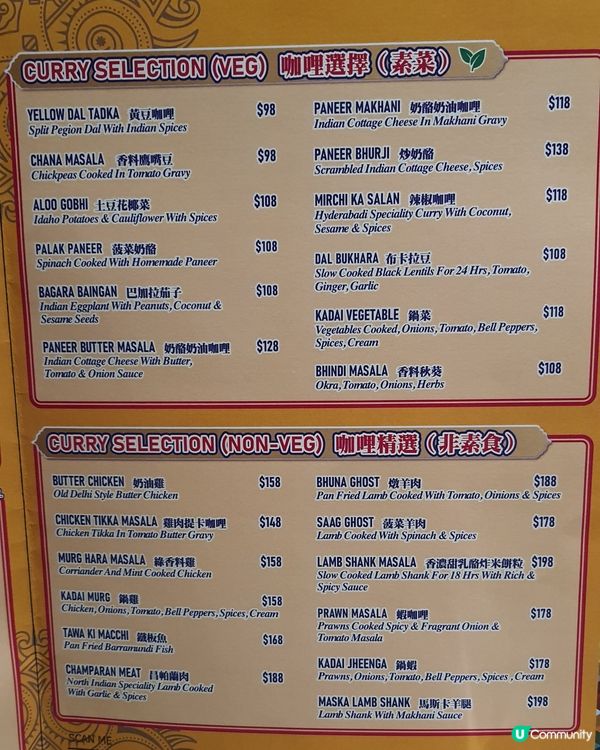 CURRY SELECTION (VEG) 咖哩選擇（素菜）
YELLOW DAL TADKA 黃豆咖哩 $98
Split Pegion Dal With Indian Spices
CHANA MASALA 香料鷹嘴豆 $98
Chickpeas Cooked In Tomato Gravy
ALOO GOBHI 土豆花椰菜 $108
Idaho Potatoes & Cauliflower With Spices
PALAK PANEER 菠菜奶酪 $108
Spinach Cooked With Homemade Paneer
BAGARA BAINGAN 巴加拉茄子 $108
Indian Eggplant With Peanuts, Coconut &
Sesame Seeds
PANEER BUTTER MASALA 奶酪奶油咖哩 $128
Indian Cottage Cheese With Butter,
Tomato & Onion Sauce
PANEER MAKHANI 奶酪奶油咖哩 $118
Indian Cottage Cheese In Makhani Gravy
PANEER BHURJI 炒奶酪 $138
Scrambled Indian Cottage Cheese, Spices
MIRCHI KA SALAN 辣椒咖哩 $118
Hyderabadi Speciality Curry With Coconut,
Sesame & Spices
DAL BUKHARA 布卡拉豆 $108
Slow Cooked Black Lentils For 24 Hrs, Tomato,
Ginger, Garlic
KADAI VEGETABLE 鍋菜 $118
Vegetables Cooked, Onions, Tomato, Bell Peppers,
Spices, Cream
BHINDI MASALA 香料秋葵 $108
Okra, Tomato, Onions, Herbs
CURRY SELECTION (NON-VEG) 咖哩精選（非素食）
BUTTER CHICKEN 奶油雞 $158
Old Delhi Style Butter Chicken
CHICKEN TIKKA MASALA 雞肉提卡咖哩 $148
Chicken Tikka In Tomato Butter Gravy
MURG HARA MASALA 綠香料雞 $158
Corriander And Mint Cooked Chicken
KADAI MURG 鍋雞 $158
Chicken, Onions, Tomato, Bell Peppers, Spices, Cream
TAWA KI MACCHI 鐵板魚 $168
Pan Fried Barramundi Fish
CHAMPARAN MEAT 昌帕蘭肉 $188
North Indian Speciality Lamb Cooked
With Garlic & Spices
BHUNA GHOST 燉羊肉 $188
Pan Fried Lamb Cooked With Tomato, Oinions & Spices
SAAG GHOST 菠菜羊肉 $178
Lamb Cooked With Spinach & Spices
LAMB SHANK MASALA 香濃甜乳酪炸米餅粒 $198
Slow Cooked Lamb Shank For 18 Hrs With Rich &
Spicy Sauce
PRAWN MASALA 蝦咖哩 $178
Prawns Cooked Spicy & Fragrant Onion &
Tomato Masala
KADAI JHEENGA 鍋蝦 $178
Prawns, Onions, Tomato, Bell Peppers, Spices, Cream
MASKA LAMB SHANK 馬斯卡羊腿 $198
Lamb Shank With Makhani Sauce
SCAN ME
U Community